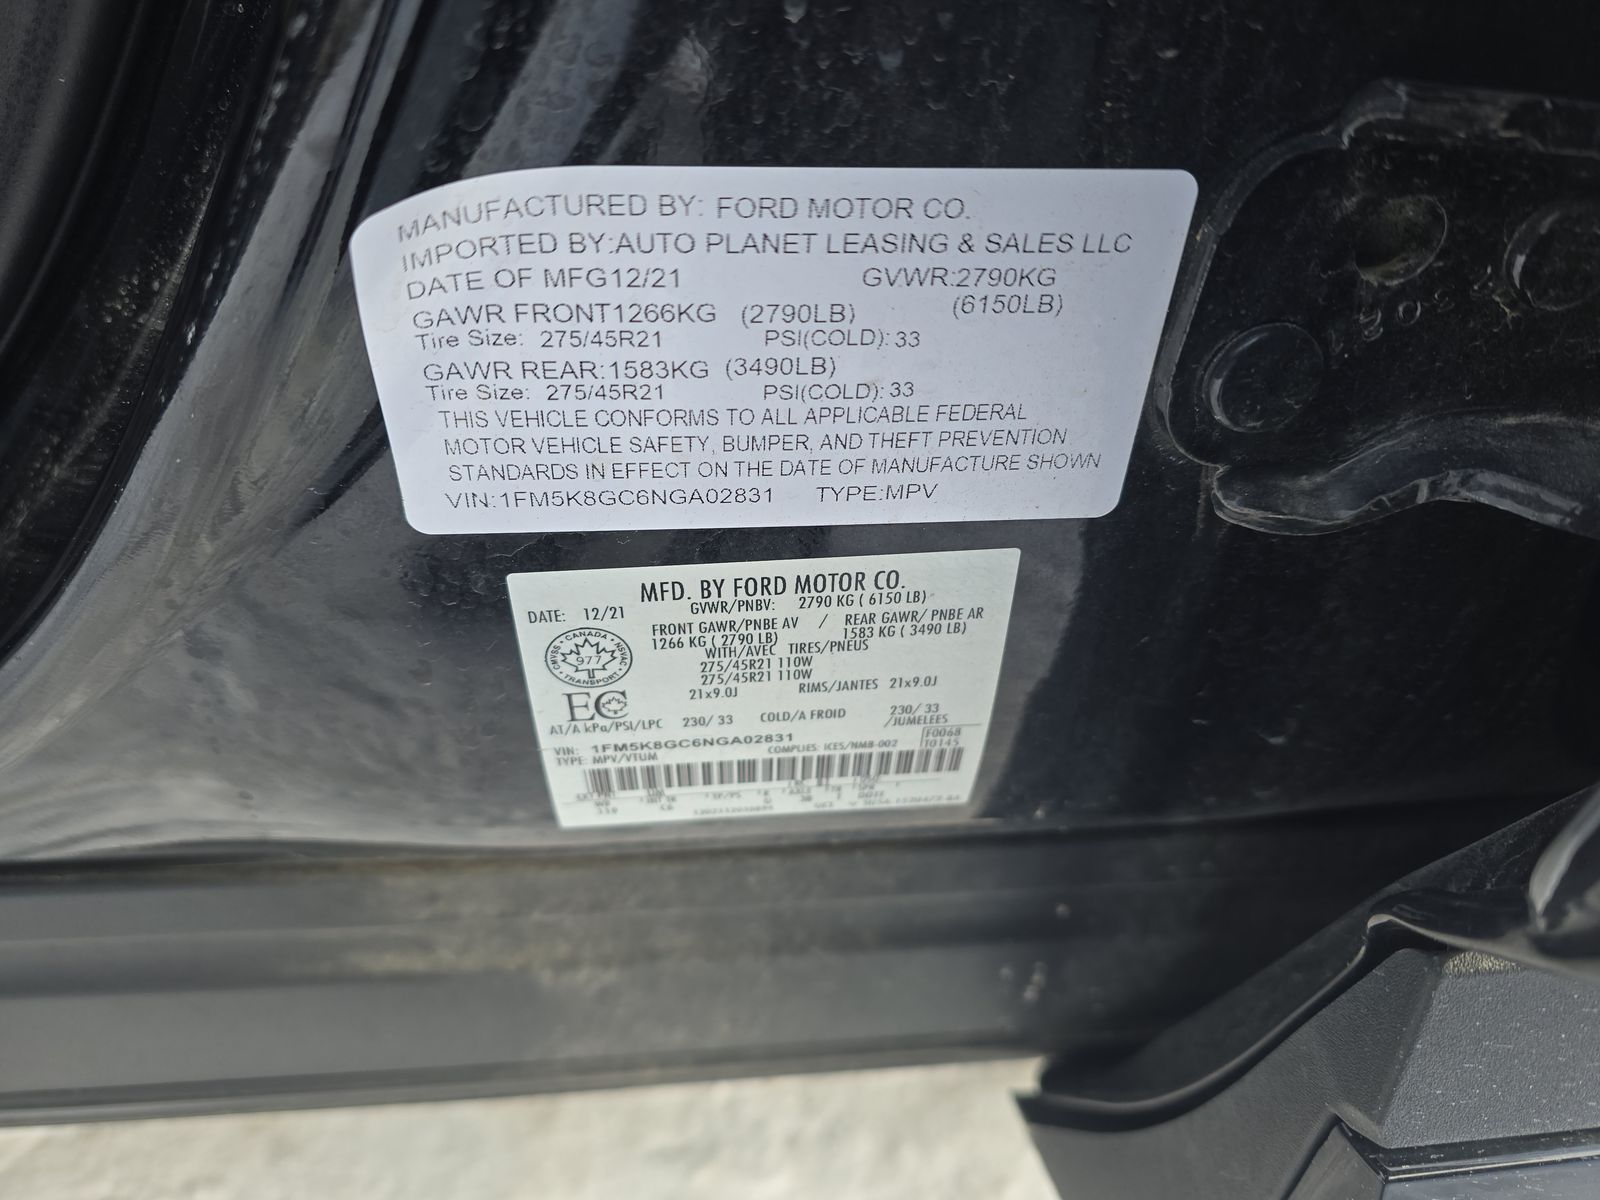 MANUFACTURED BY: FORD MOTOR CO.
IMPORTED BY:AUTO PLANET LEASING & SALES LLC
DATE OF MFG12/21 GVWR:2790KG
(6150LB)
GAWR FRONT1266KG (2790LB)
Tire Size: 275/45R21 PSI(COLD): 33
GAWR REAR:1583KG (3490LB)
Tire Size: 275/45R21 PSI(COLD): 33
THIS VEHICLE CONFORMS TO ALL APPLICABLE FEDERAL
MOTOR VEHICLE SAFETY, BUMPER, AND THEFT PREVENTION
STANDARDS IN EFFECT ON THE DATE OF MANUFACTURE SHOWN
VIN:1FM5K8GC6NGA02831 TYPE:MPV
MFD. BY FORD MOTOR CO.
DATE: 12/21 GVWR/PNBV: 2790 KG ( 6150 LB)
FRONT GAWR/PNBE AV / REAR GAWR/ PNBE AR
1266 KG ( 2790 LB) 1583 KG ( 3490 LB)
WITH/AVEC TIRES/PNEUS
275/45R21 110W
275/45R21 110W
21x9.0J RIMS/JANTES 21x9.0J
CANADA
CMVSS NSVAC
977
TRANSPORT
EC
AT/A kPa/PSI/LPC 230/ 33 COLD/A FROID 230/ 33
/JUMELEES
VIN: 1FM5K8GC6NGA02831 F0068
TYPE: MPV/VTUM COMPLIES: ICES/NMB-002 T0145